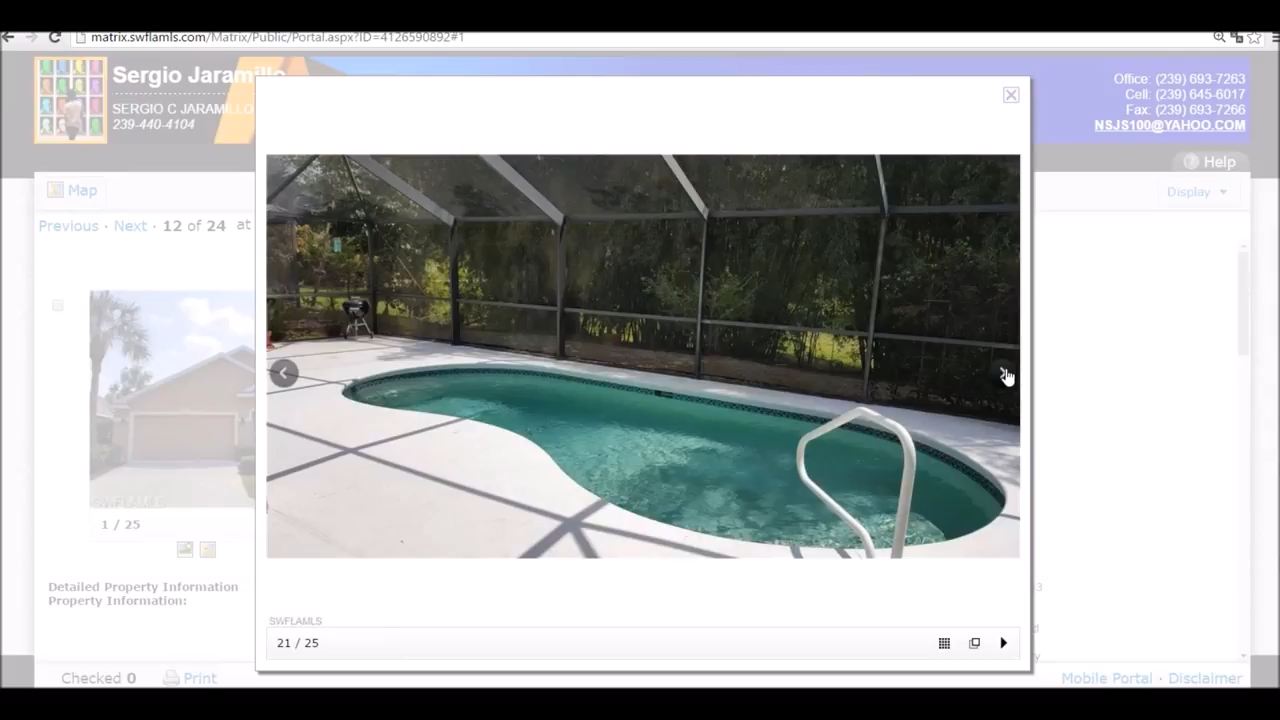 matrix.swflamls.com/Matrix/Public/Portal.aspx?ID=4126590892#1
Sergio Jaramillo
SERGIO C JARAMILLO
239-440-4104
Office: (239) 693-7263
Cell: (239) 645-6017
Fax: (239) 693-7266
NSJS100@YAHOO.COM
? Help
Map
Display
Previous · Next · 12 of 24 at
SWFLAMLS
1 / 25
Detailed Property Information
Property Information:
SWFLAMLS
21 / 25
Checked 0
Print
Mobile Portal · Disclaimer